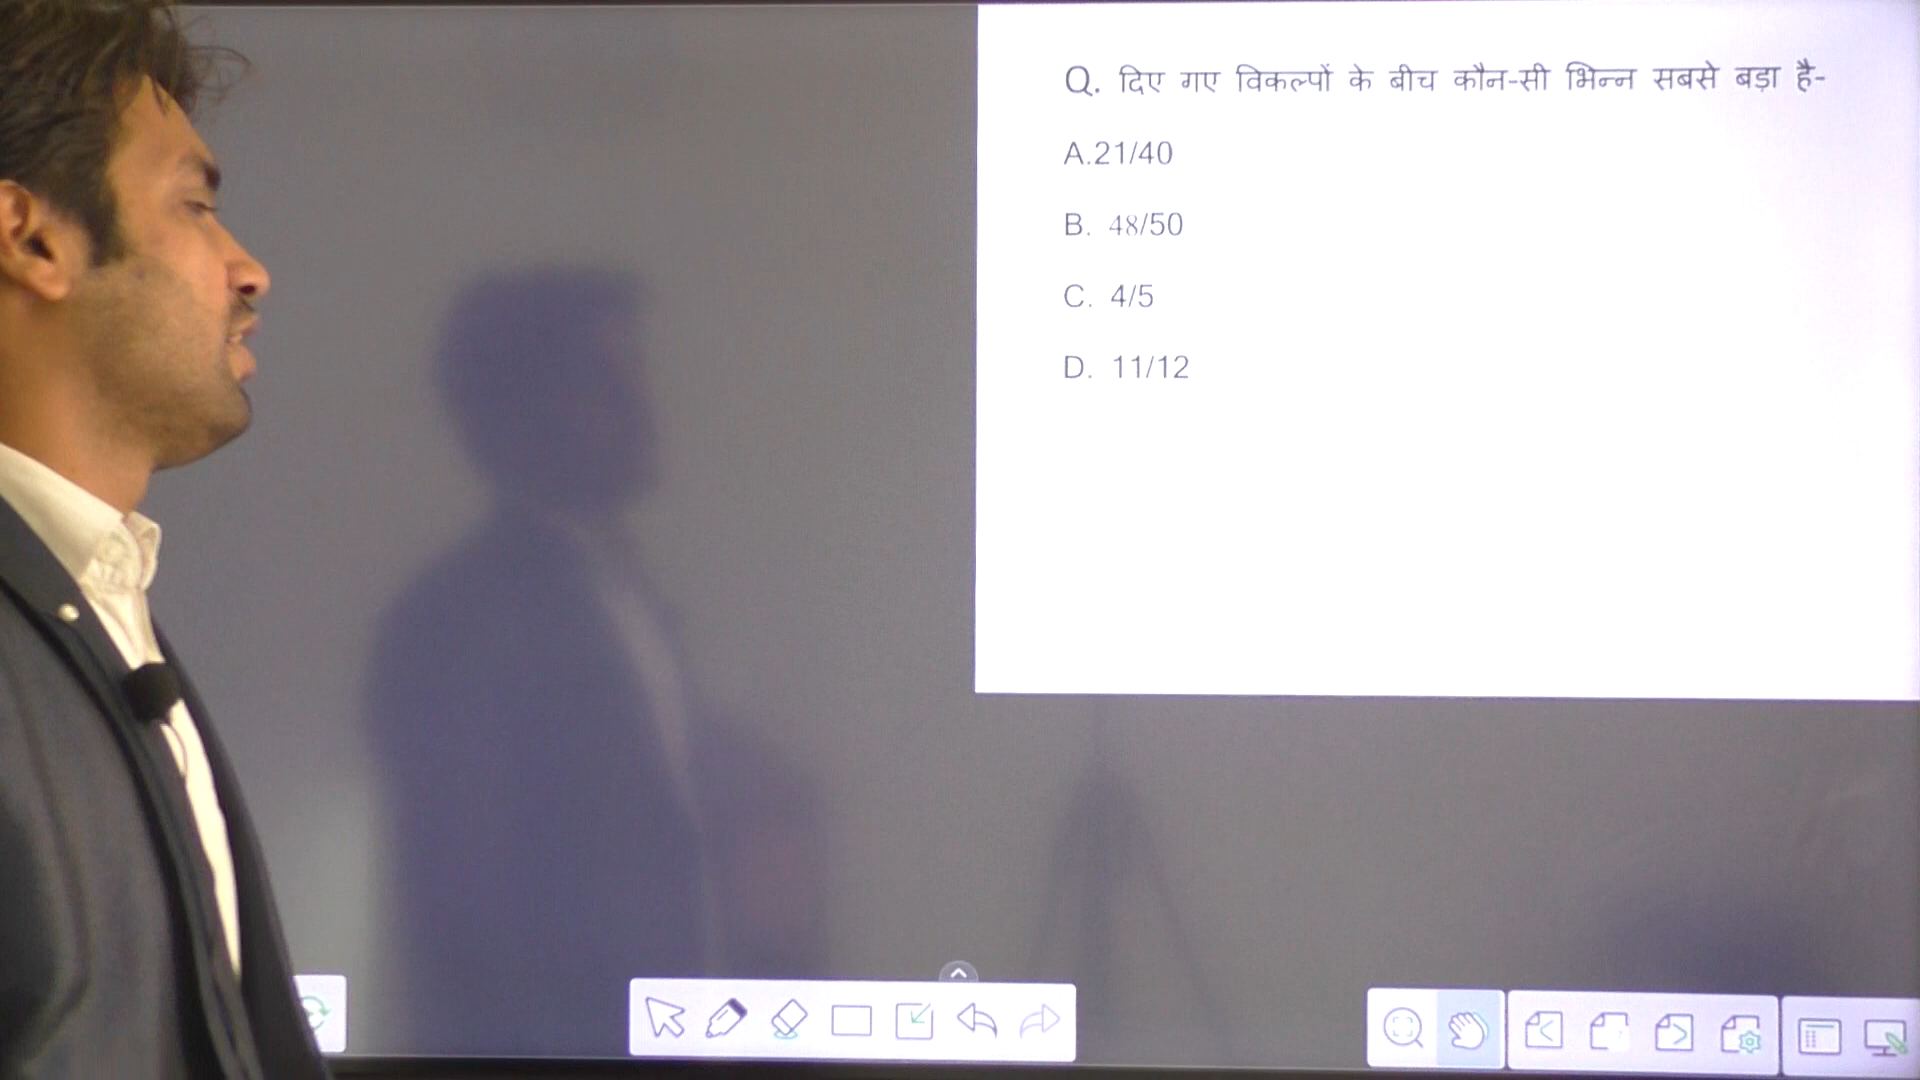 Q. दिए गए विकल्पों के बीच कौन-सी भिन्न सबसे बड़ा है-
A.21/40
B. 48/50
C. 4/5
D. 11/12